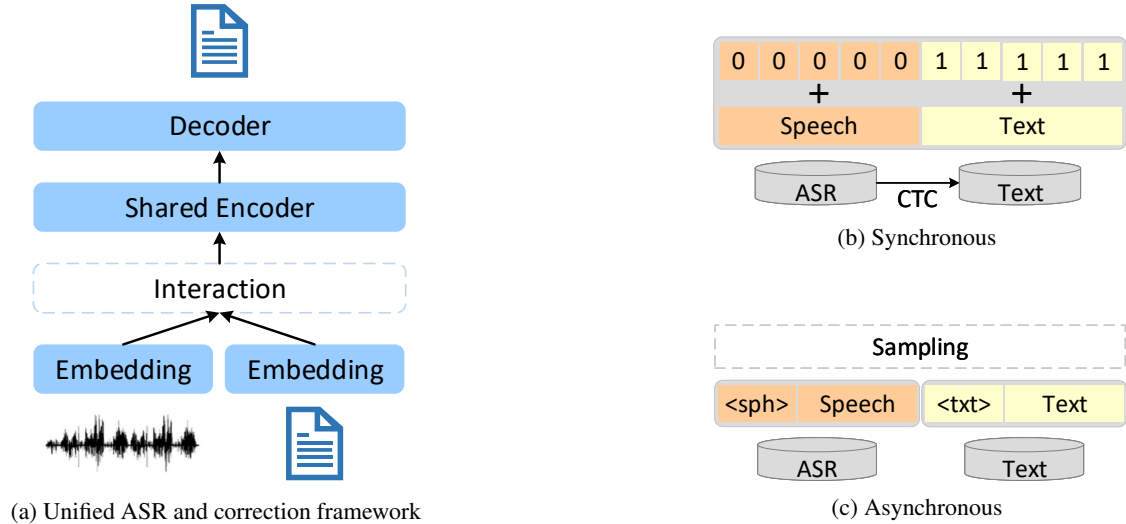 Decoder
Shared Encoder
Interaction
Embedding Embedding
(a) Unified ASR and correction framework
0 0 0 0 0 1 1 1 1 1
+ +
Speech Text
ASR CTC Text
(b) Synchronous
Sampling
<sph> Speech <txt> Text
ASR Text
(c) Asynchronous